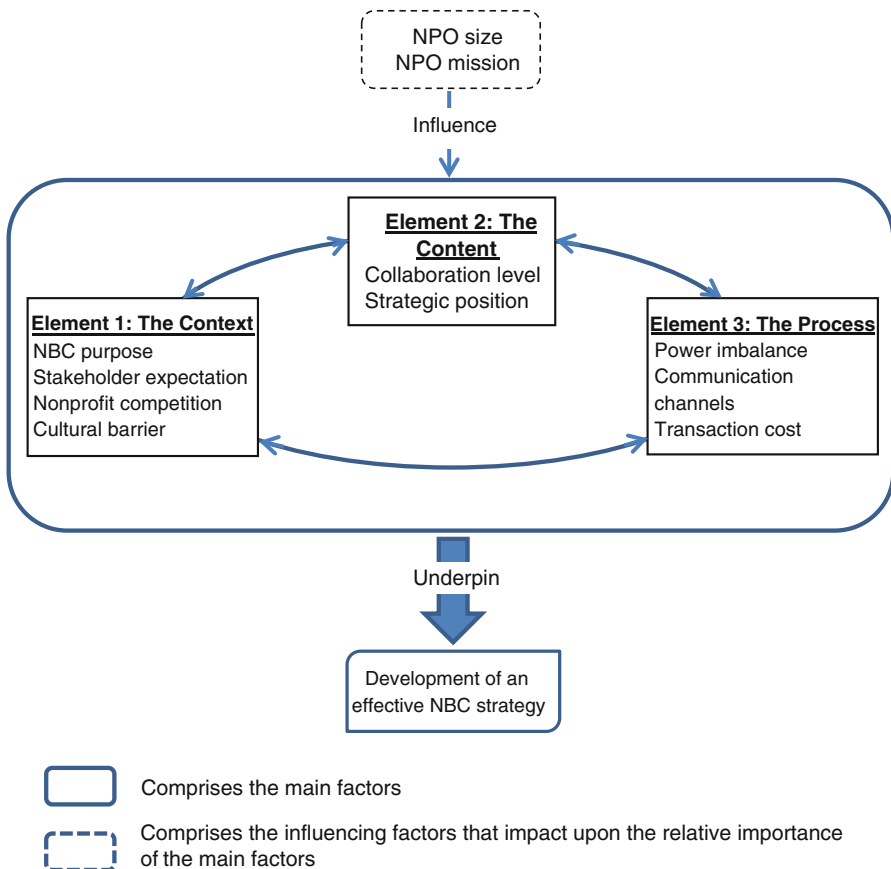 NPO size
NPO mission
Influence
Element 2: The
Content
Collaboration level
Strategic position
Element 1: The Context
NBC purpose
Stakeholder expectation
Nonprofit competition
Cultural barrier
Element 3: The Process
Power imbalance
Communication
channels
Transaction cost
Underpin
Development of an
effective NBC strategy
Comprises the main factors
Comprises the influencing factors that impact upon the relative importance
of the main factors